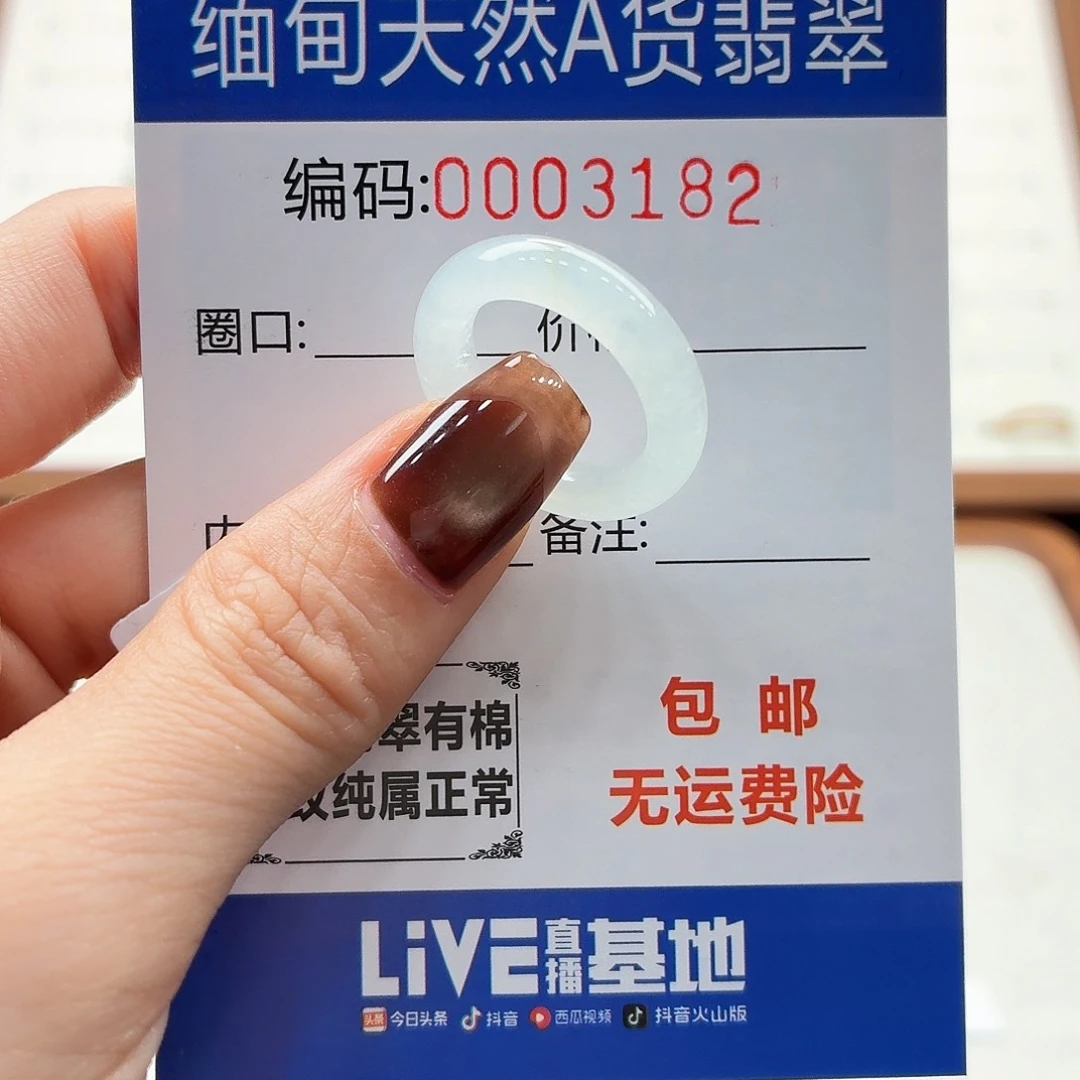 缅甸天然A货翡翠
编码:0003182
圈口: 价
备注:
翠有棉
纹纯属正常
包邮
无运费险
LiVE直播基地
今日头条 抖音 西瓜视频 抖音火山版